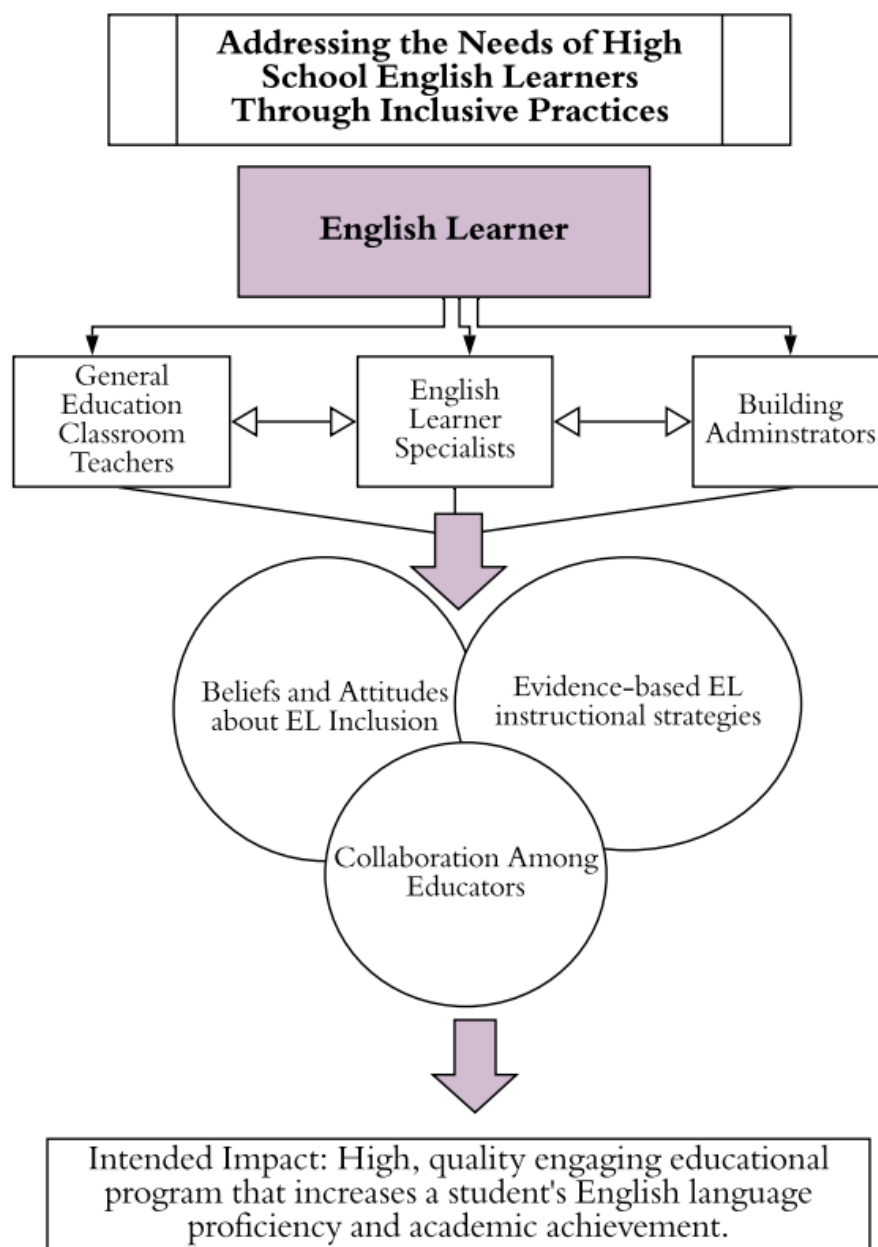 Addressing the Needs of High
School English Learners
Through Inclusive Practices
English Learner
General
Education
Classroom
Teachers
English
Learner
Specialists
Building
Adminstrators
Beliefs and Attitudes
about EL Inclusion
Evidence-based EL
instructional strategies
Collaboration Among
Educators
Intended Impact: High, quality engaging educational
program that increases a student's English language
proficiency and academic achievement.